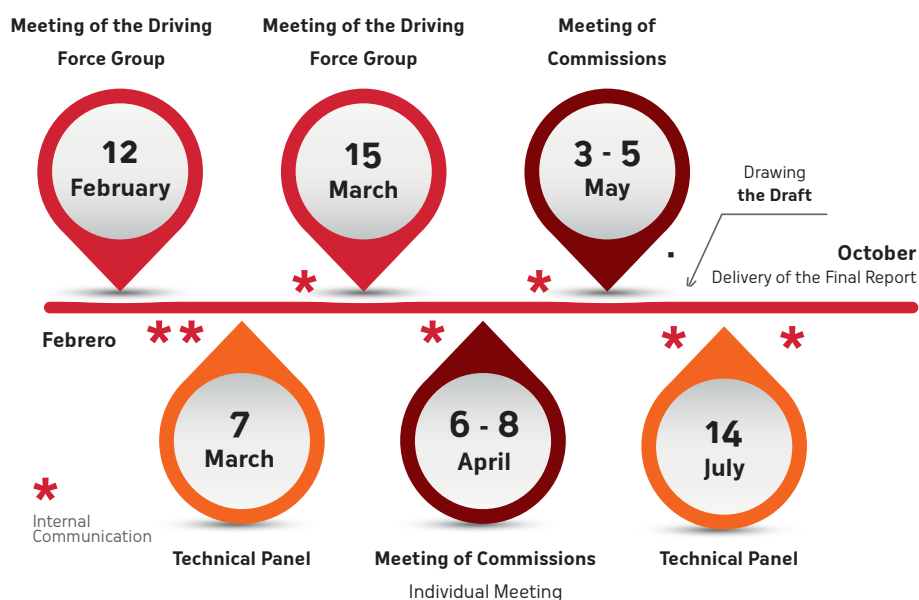 Meeting of the Driving
Force Group
Meeting of the Driving
Force Group
Meeting of
Commissions
12
February
15
March
3 - 5
May
Drawing
the Draft
October
Delivery of the Final Report
Febrero
7
March
6 - 8
April
14
July
*
Internal
Communication
Technical Panel
Meeting of Commissions
Individual Meeting
Technical Panel